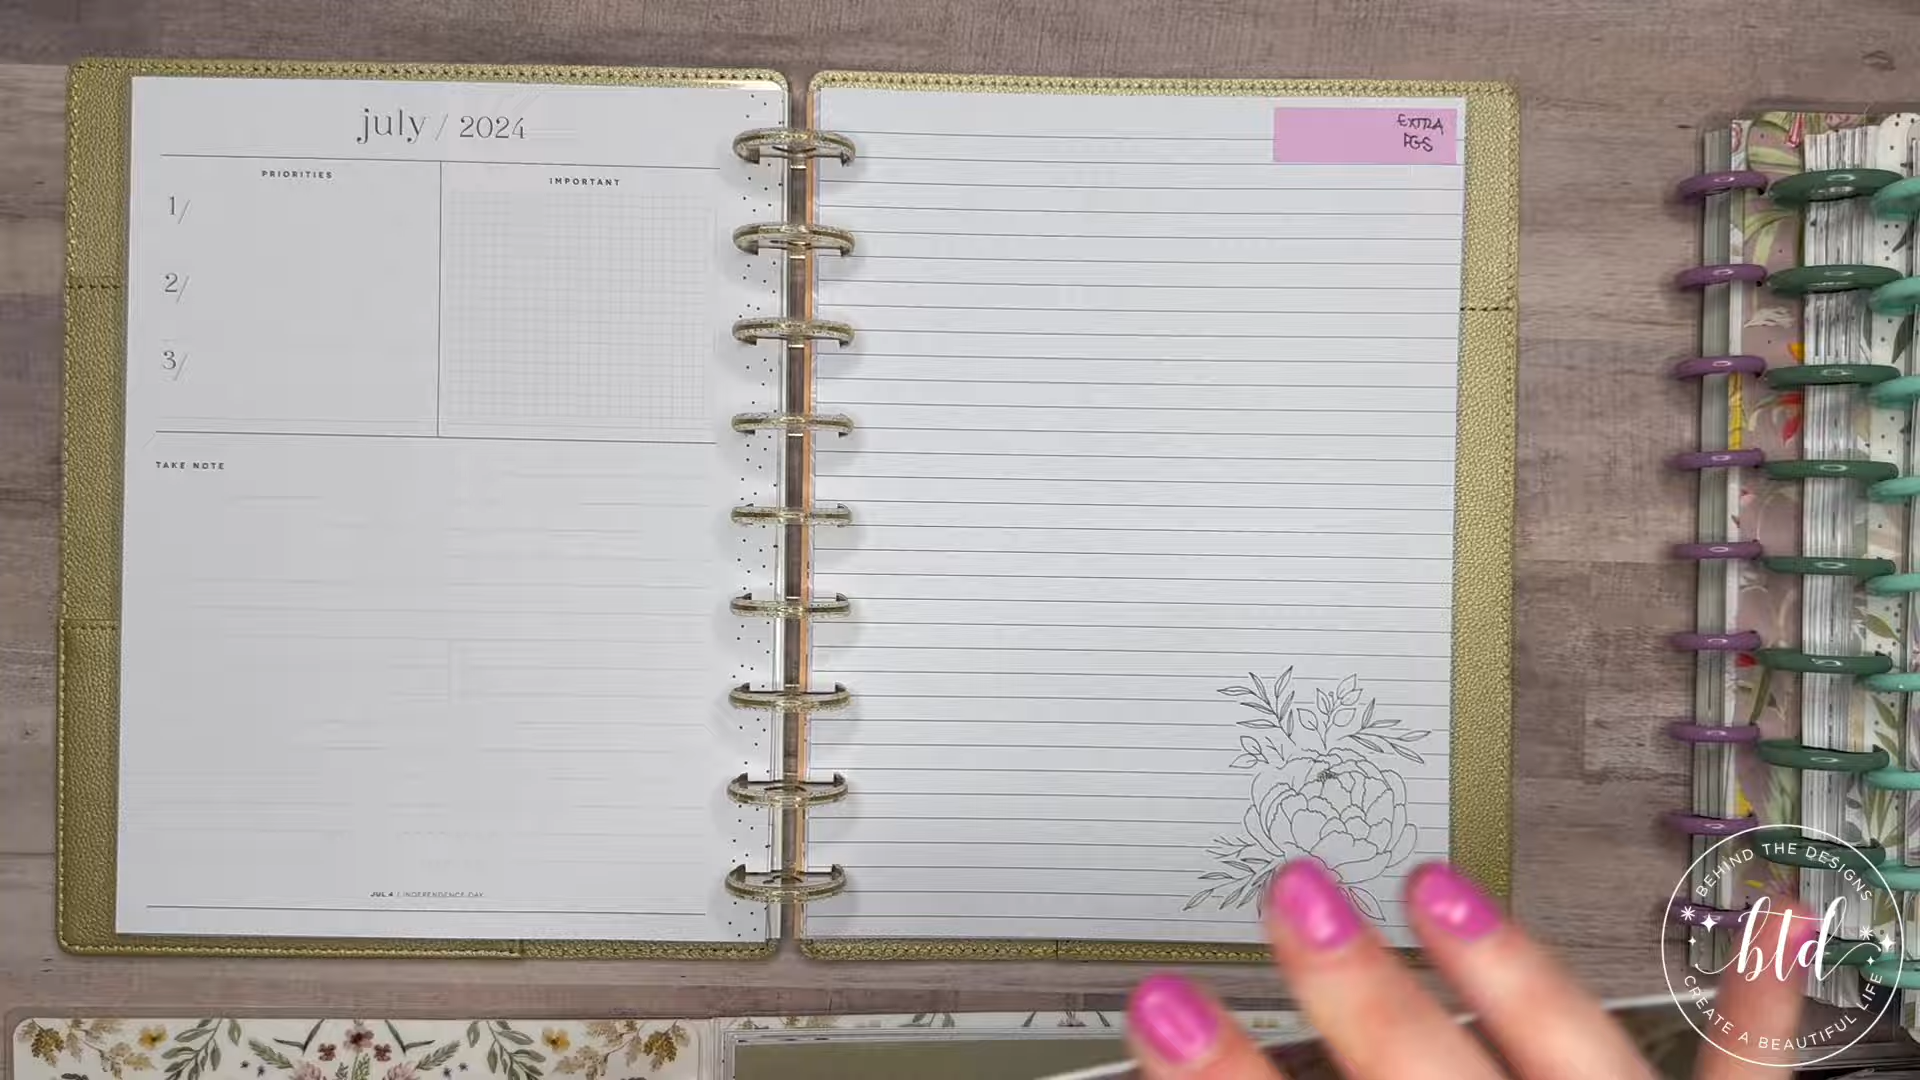 july / 2024
PRIORITIES
IMPORTANT
1/
2/
3/
TAKE NOTE
JUL 4 / INDEPENDENCE DAY
EXTRA
PGS
BEHIND THE DESIGNS
btd
CREATE A BEAUTIFUL LIFE